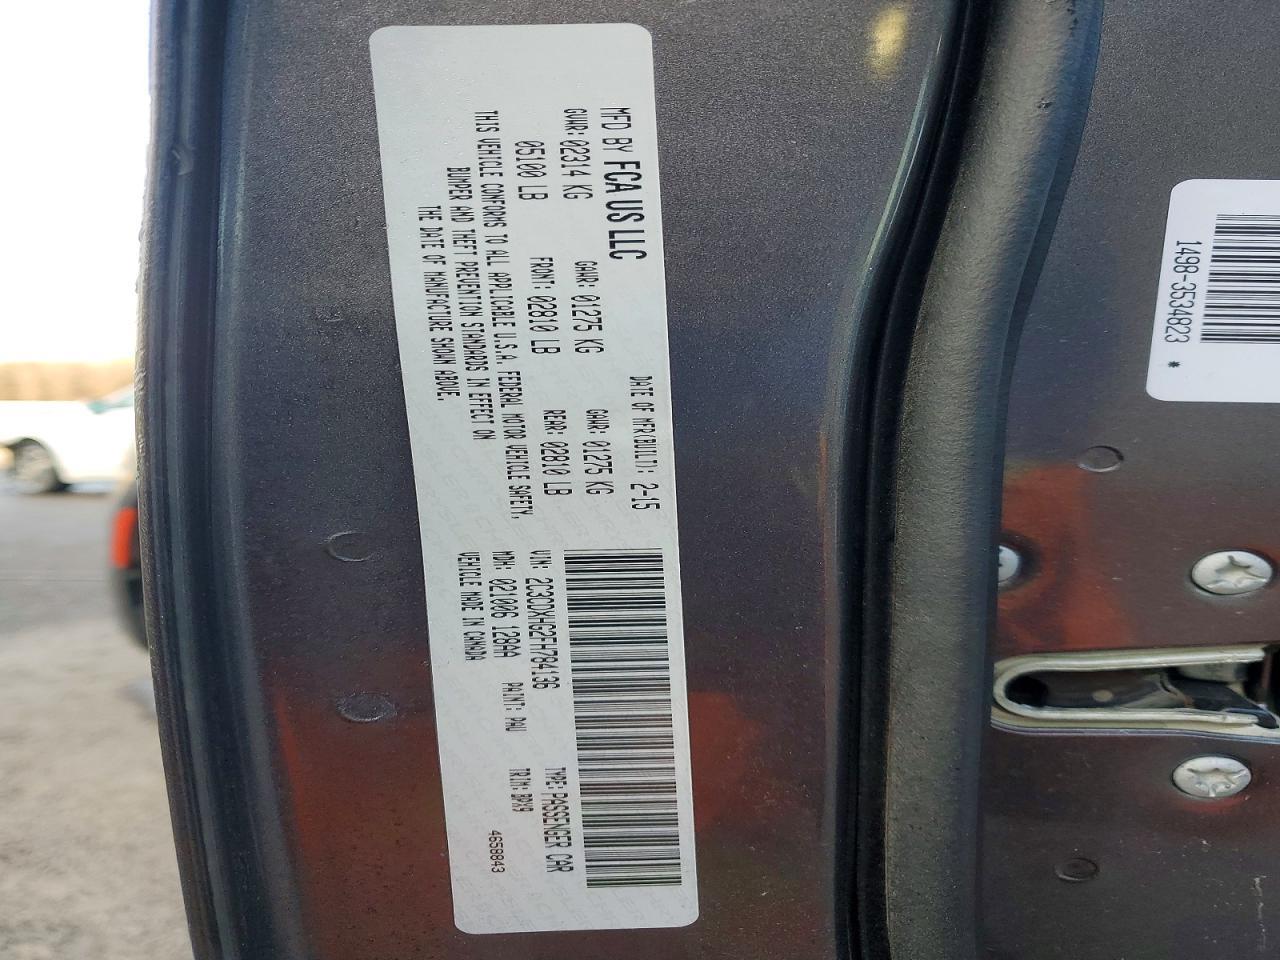 MFD BY FCA US LLC
DATE OF MFR(BUILT): 2-15
GVWR: 02314 KG
GAWR: 01275 KG
GAWR: 01275 KG
05100 LB
FRONT: 02810 LB
REAR: 02810 LB
THIS VEHICLE CONFORMS TO ALL APPLICABLE U.S.A. FEDERAL MOTOR VEHICLE SAFETY,
BUMPER AND THEFT PREVENTION STANDARDS IN EFFECT ON
THE DATE OF MANUFACTURE SHOWN ABOVE.
VIN: 2C3CDXHG2FH784136
TYPE: PASSENGER CAR
MDH: 021006 128AA
PAINT: PAU
TRIM: BPX9
VEHICLE MADE IN CANADA
4658843
1498-3534823 *